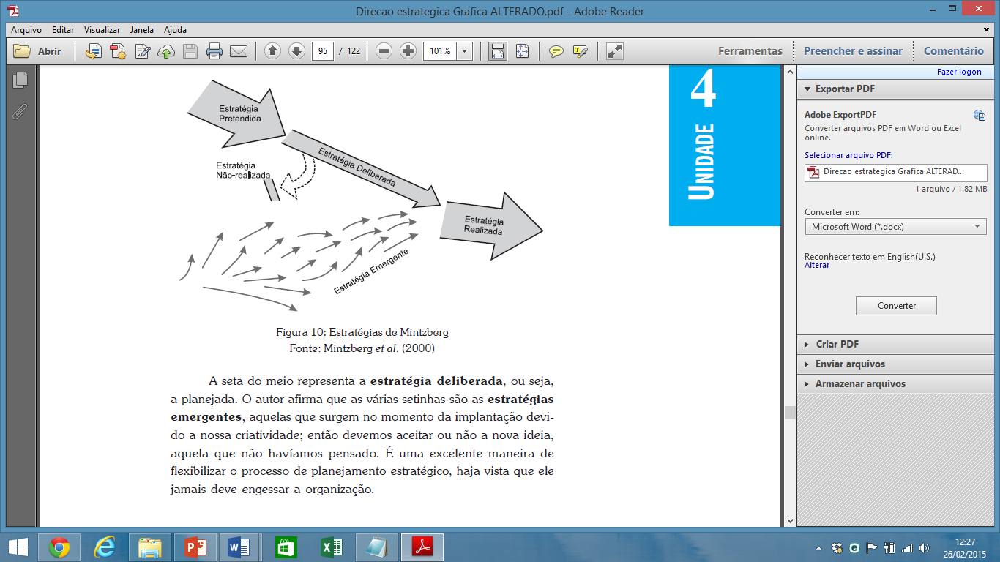 Direcao estrategica Grafica ALTERADO.pdf - Adobe Reader
Arquivo Editar Visualizar Janela Ajuda
Abrir 95 / 122 101% Ferramentas Preencher e assinar Comentário
Estratégia
Pretendida
Estratégia Deliberada
Estratégia
Não-realizada
Estratégia
Realizada
Estratégia Emergente
Figura 10: Estratégias de Mintzberg
Fonte: Mintzberg et al. (2000)
A seta do meio representa a estratégia deliberada, ou seja,
a planejada. O autor afirma que as várias setinhas são as estratégias
emergentes, aquelas que surgem no momento da implantação devi-
do a nossa criatividade; então devemos aceitar ou não a nova ideia,
aquela que não havíamos pensado. É uma excelente maneira de
flexibilizar o processo de planejamento estratégico, haja vista que ele
jamais deve engessar a organização.
4
UNIDADE
Fazer logon
Exportar PDF
Adobe ExportPDF
Converter arquivos PDF em Word ou Excel
online.
Selecionar arquivo PDF:
Direcao estrategica Grafica ALTERAD...
1 arquivo / 1.82 MB
Converter em:
Microsoft Word (*.docx)
Reconhecer texto em English(U.S.)
Alterar
Converter
Criar PDF
Enviar arquivos
Armazenar arquivos
12:27
26/02/2015